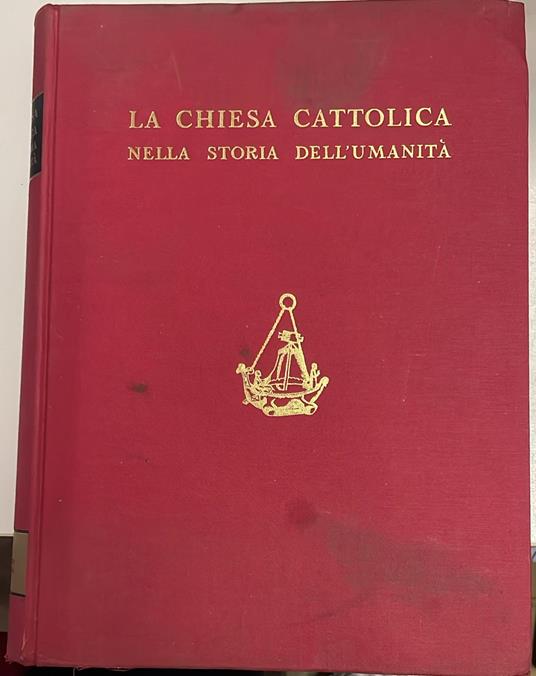 LA CHIESA CATTOLICA
NELLA STORIA DELL'UMANITÀ